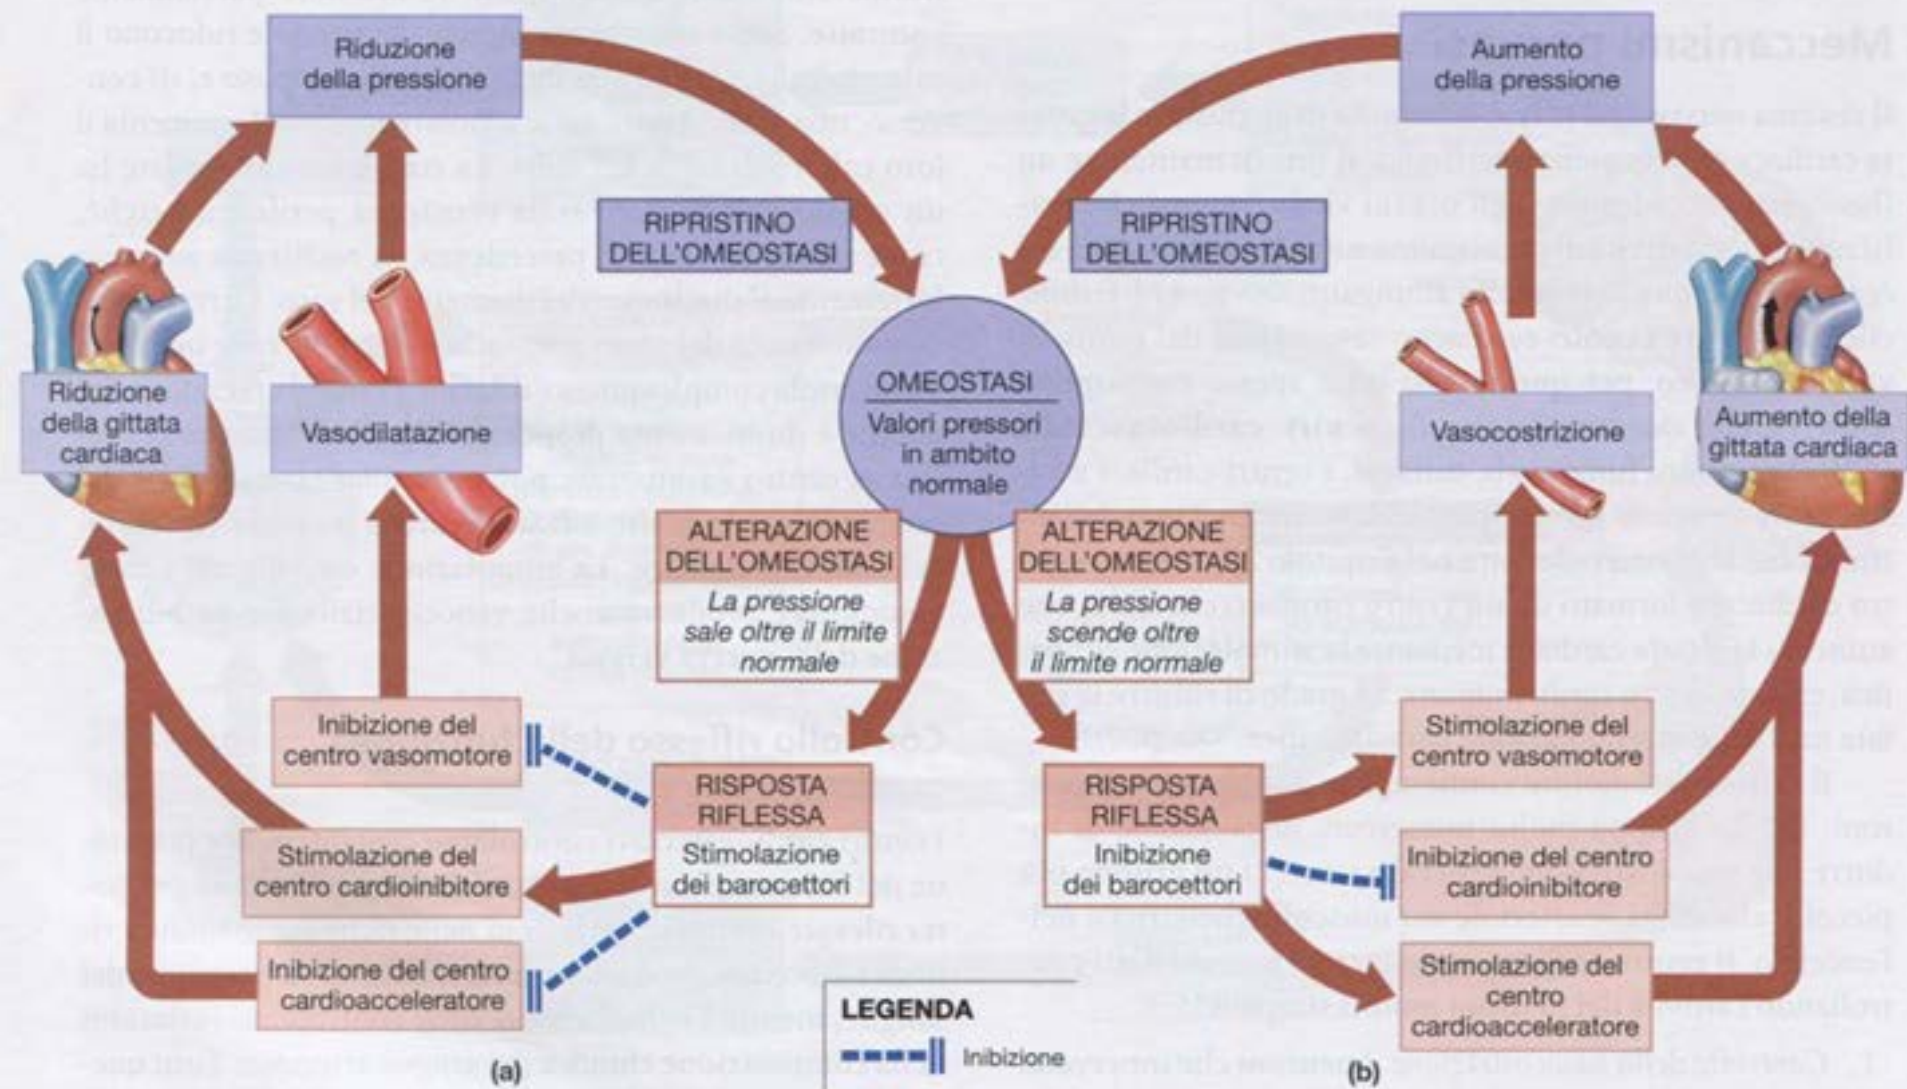 Riduzione
della pressione
Aumento
della pressione
RIPRISTINO
DELL'OMEOSTASI
RIPRISTINO
DELL'OMEOSTASI
Riduzione
della gittata
cardiaca
Vasodilatazione
OMEOSTASI
Valori pressori
in ambito
normale
Vasocostrizione
Aumento della
gittata cardiaca
ALTERAZIONE
DELL'OMEOSTASI
La pressione
sale oltre il limite
normale
ALTERAZIONE
DELL'OMEOSTASI
La pressione
scende oltre
il limite normale
Inibizione del
centro vasomotore
Stimolazione del
centro cardioinibitore
Inibizione del centro
cardioacceleratore
RISPOSTA
RIFLESSA
Stimolazione
dei barocettori
RISPOSTA
RIFLESSA
Inibizione
dei barocettori
Stimolazione del
centro vasomotore
Inibizione del centro
cardioinibitore
Stimolazione del
centro
cardioacceleratore
LEGENDA
Inibizione
(a)
(b)